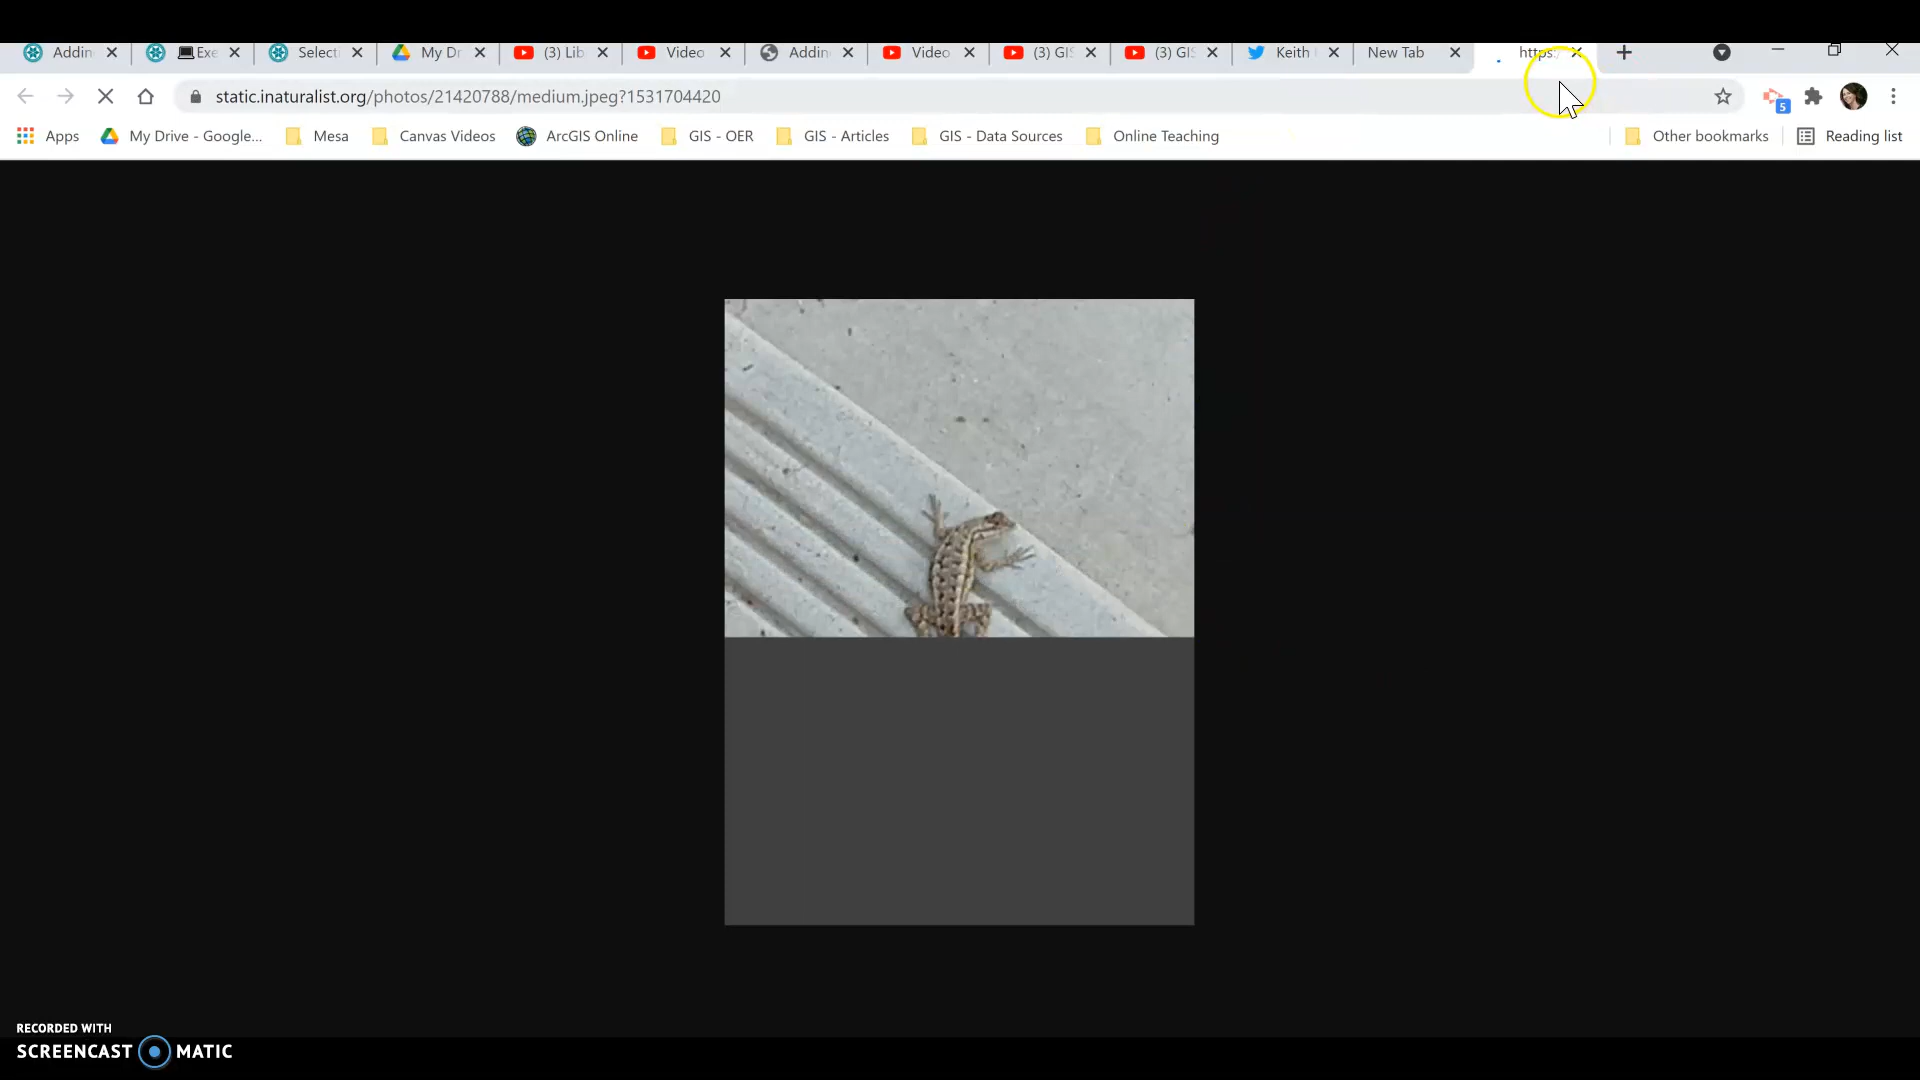 Addin
Exe
Selecti
My Dr
(3) Lib
Video
Addin
Video
(3) GIS
(3) GIS
Keith
New Tab
https:/
static.inaturalist.org/photos/21420788/medium.jpeg?1531704420
5
Apps
My Drive - Google...
Mesa
Canvas Videos
ArcGIS Online
GIS - OER
GIS - Articles
GIS - Data Sources
Online Teaching
Other bookmarks
Reading list
RECORDED WITH
SCREENCAST MATIC